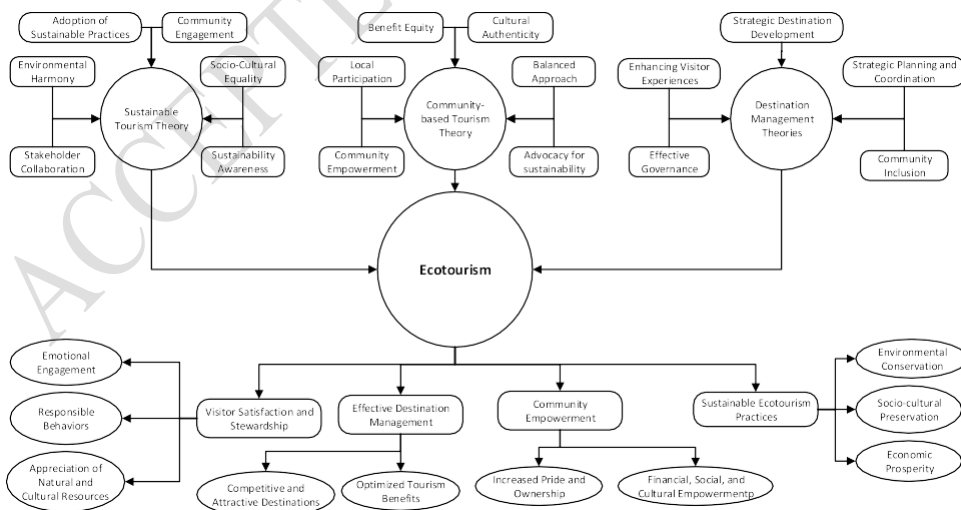 Adoption of
Sustainable Practices
Community
Engagement
Environmental
Harmony
Socio-Cultural
Equality
Sustainable
Tourism Theory
Stakeholder
Collaboration
Sustainability
Awareness
Benefit Equity
Cultural
Authenticity
Local
Participation
Balanced
Approach
Community-
based Tourism
Theory
Community
Empowerment
Advocacy for
sustainability
Strategic Destination
Development
Enhancing Visitor
Experiences
Strategic Planning and
Coordination
Destination
Management
Theories
Effective
Governance
Community
Inclusion
ACCEPTE
Ecotourism
Emotional
Engagement
Responsible
Behaviors
Appreciation of
Natural and
Cultural Resources
Visitor Satisfaction and
Stewardship
Effective Destination
Management
Competitive and
Attractive Destinations
Optimized Tourism
Benefits
Community
Empowerment
Increased Pride and
Ownership
Financial, Social, and
Cultural Empowermentp
Sustainable Ecotourism
Practices
Environmental
Conservation
Socio-cultural
Preservation
Economic
Prosperity